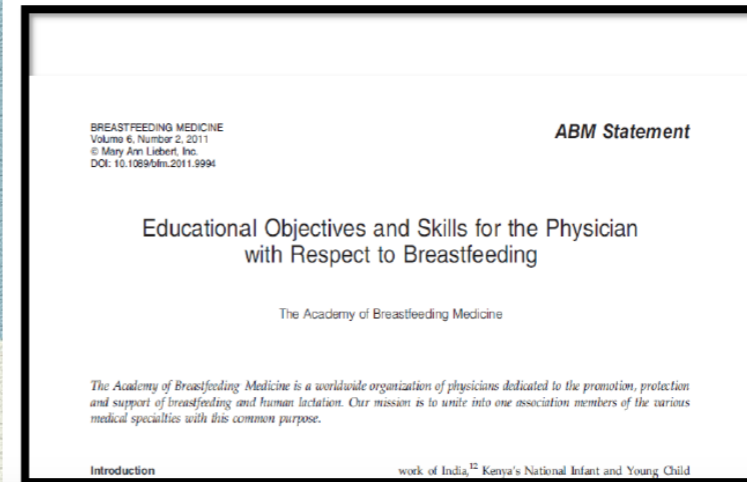 BREASTFEEDING MEDICINE
Volume 6, Number 2, 2011
© Mary Ann Liebert, Inc.
DOI: 10.1089/bfm.2011.9994
ABM Statement
Educational Objectives and Skills for the Physician
with Respect to Breastfeeding
The Academy of Breastfeeding Medicine
The Academy of Breastfeeding Medicine is a worldwide organization of physicians dedicated to the promotion, protection
and support of breastfeeding and human lactation. Our mission is to unite into one association members of the various
medical specialties with this common purpose.
Introduction
work of India,12 Kenya's National Infant and Young Child